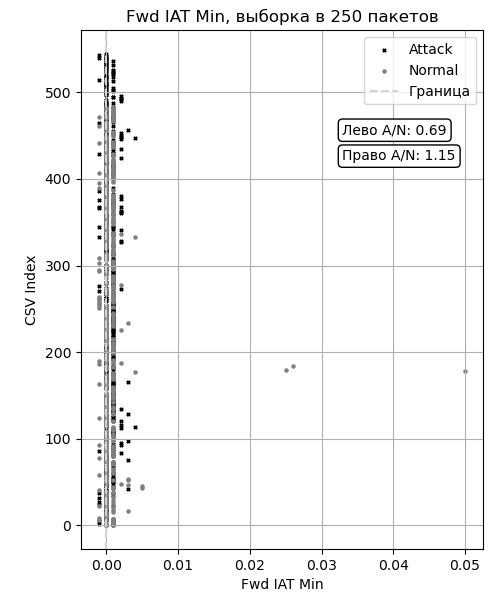 Fwd IAT Min, выборка в 250 пакетов
Attack
Normal
Граница
Лево A/N: 0.69
Право A/N: 1.15
500
400
300
200
100
0
CSV Index
0.00 0.01 0.02 0.03 0.04 0.05
Fwd IAT Min